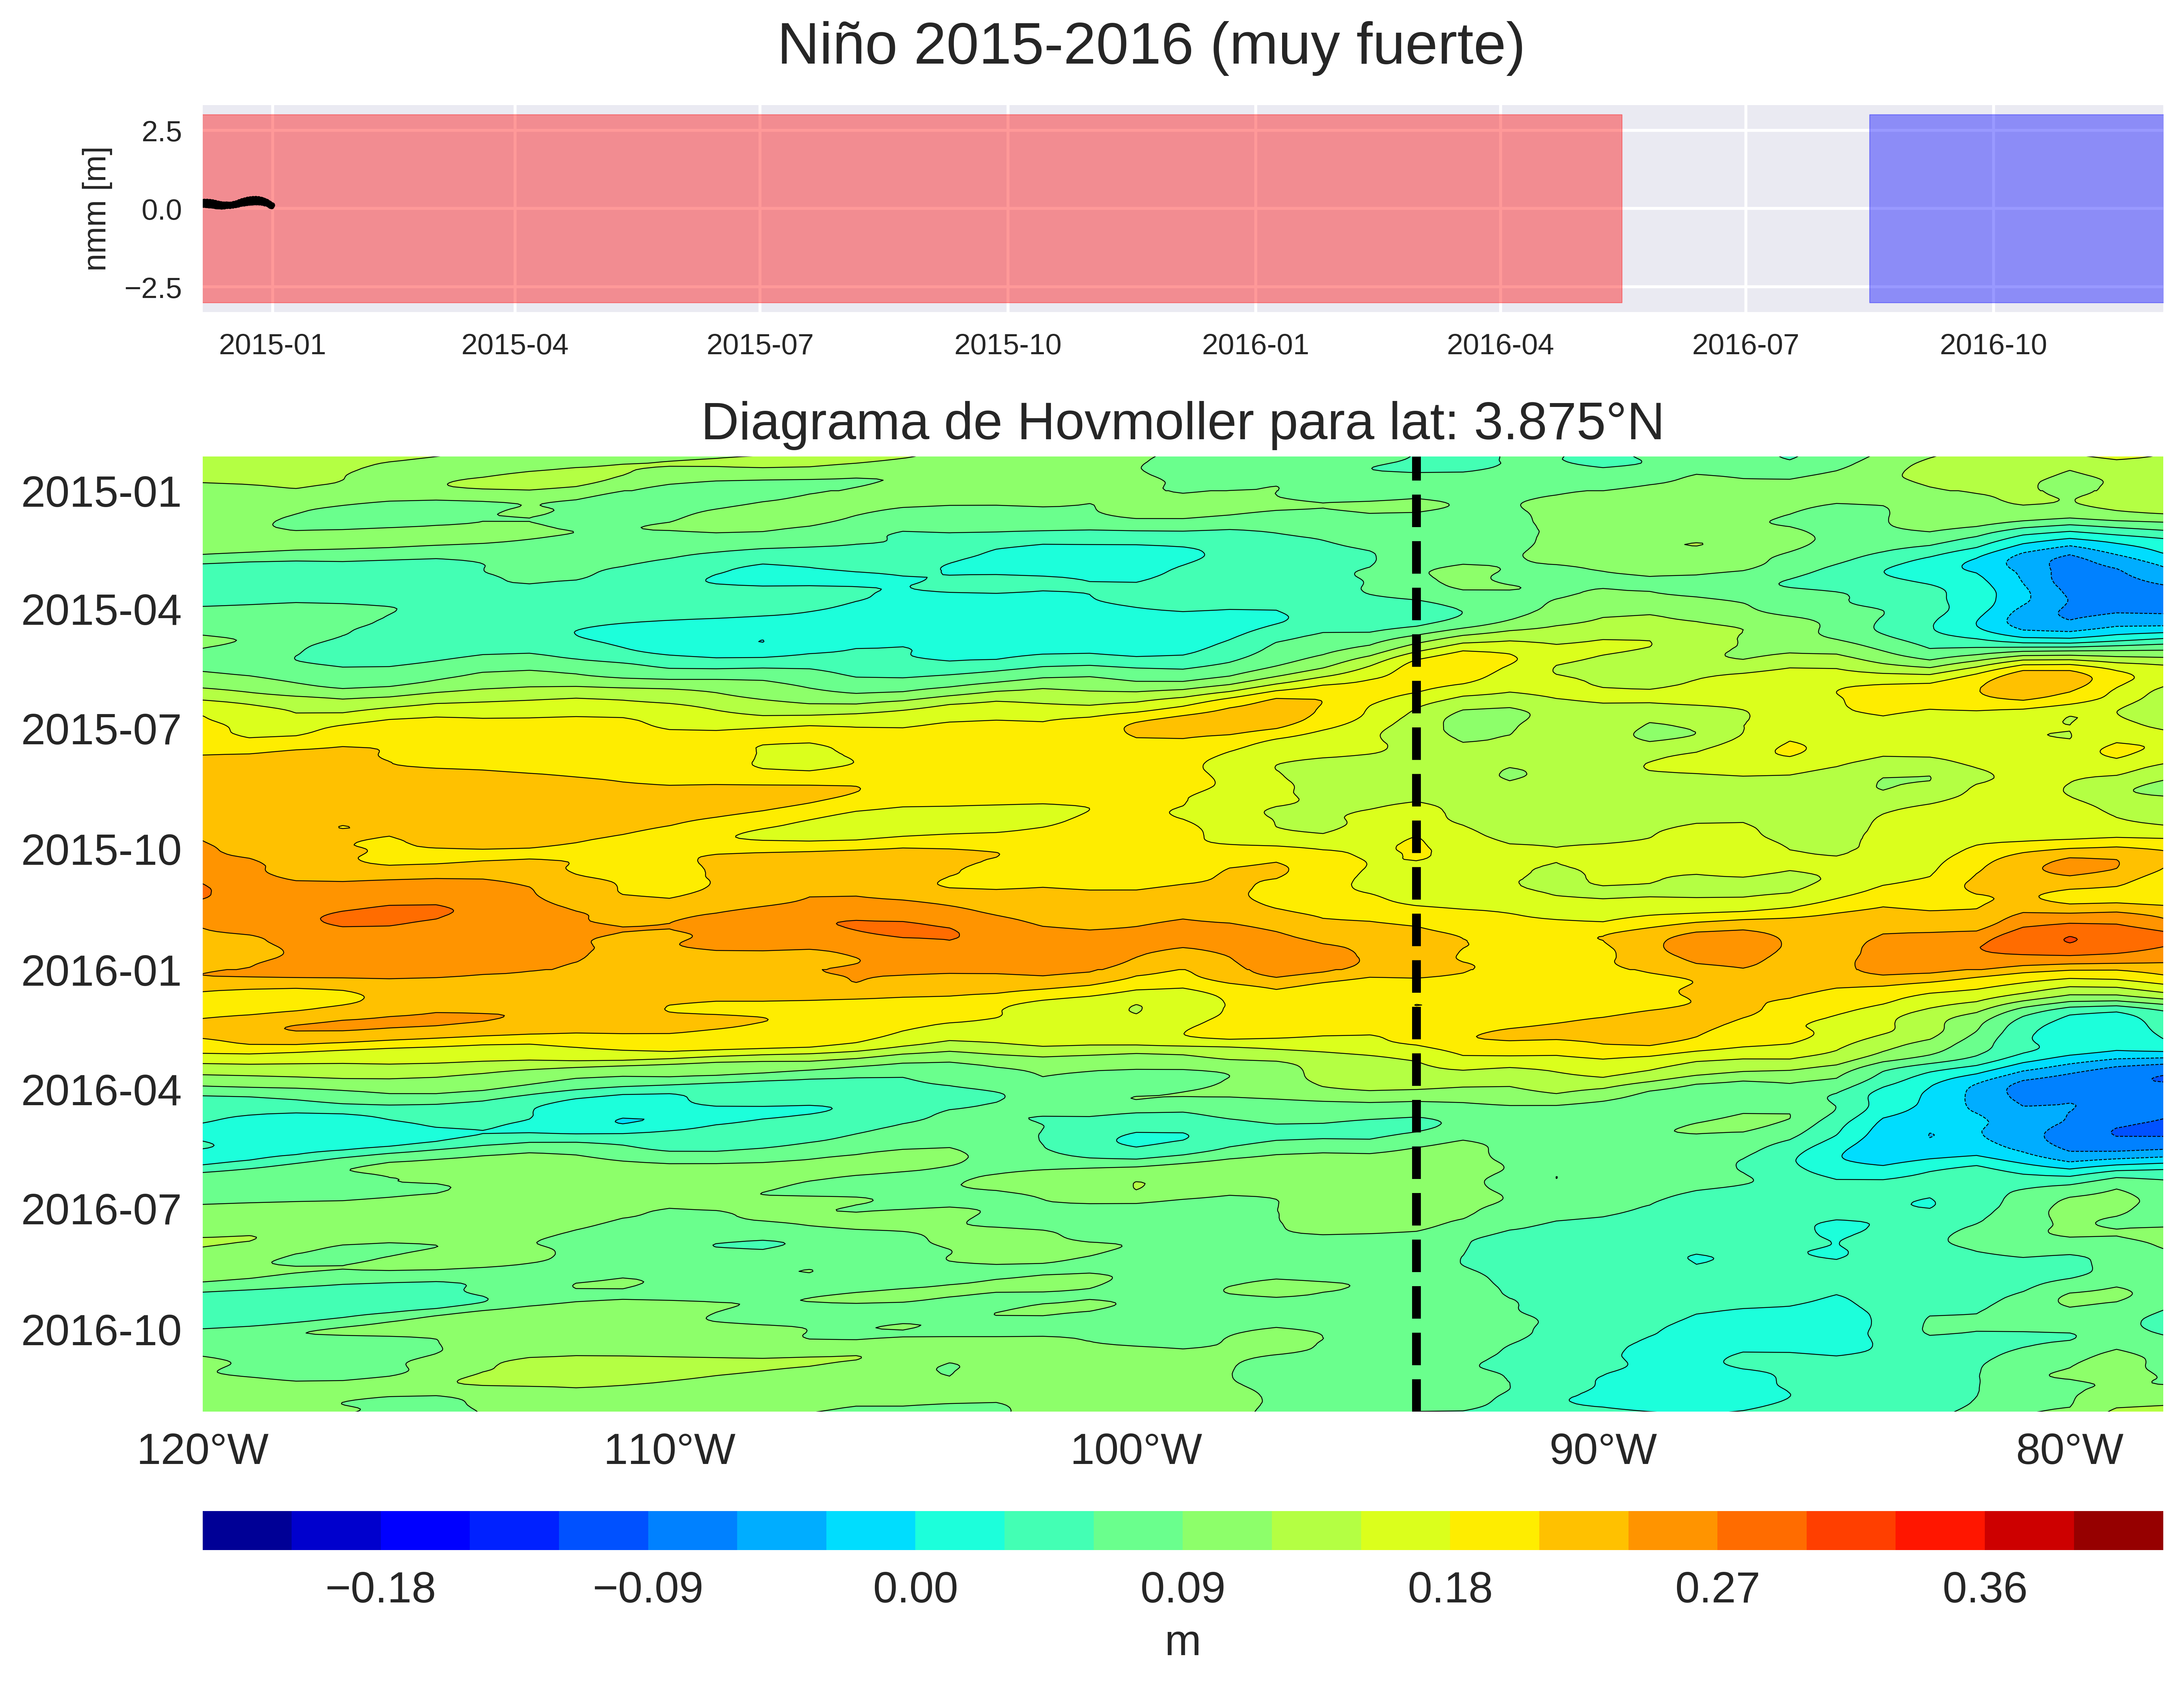 Niño 2015-2016 (muy fuerte)
nmm [m]
2.5
0.0
−2.5
2015-01 2015-04 2015-07 2015-10 2016-01 2016-04 2016-07 2016-10
Diagrama de Hovmoller para lat: 3.875°N
2015-01
2015-04
2015-07
2015-10
2016-01
2016-04
2016-07
2016-10
120°W 110°W 100°W 90°W 80°W
−0.18 −0.09 0.00 0.09 0.18 0.27 0.36
m